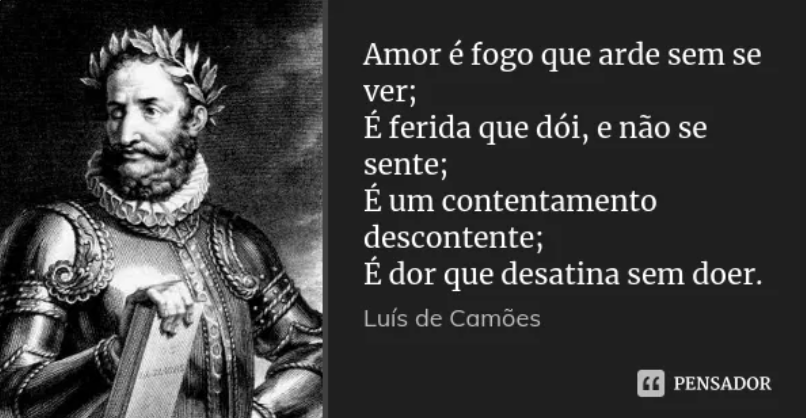 Amor é fogo que arde sem se
ver;
É ferida que dói, e não se
sente;
É um contentamento
descontente;
É dor que desatina sem doer.
Luís de Camões
PENSADOR